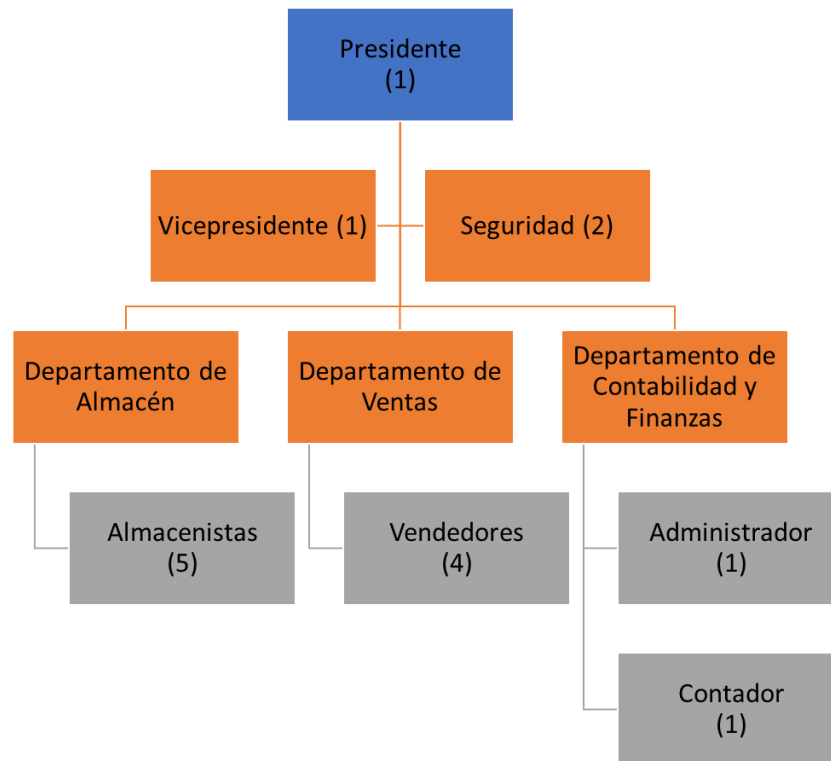 Presidente
(1)
Vicepresidente (1)
Seguridad (2)
Departamento de
Almacén
Departamento de
Ventas
Departamento de
Contabilidad y
Finanzas
Almacenistas
(5)
Vendedores
(4)
Administrador
(1)
Contador
(1)